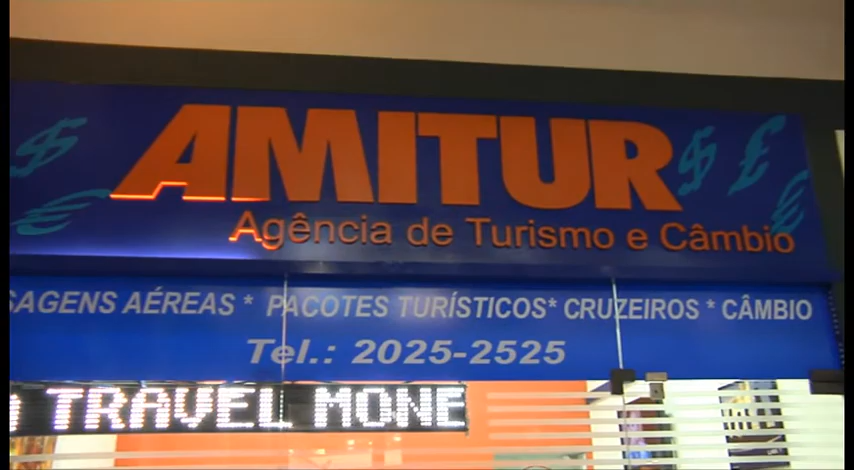 AMITUR
Agência de Turismo e Câmbio
SAGENS AÉREAS * PACOTES TURÍSTICOS* CRUZEIROS * CÂMBIO
Tel.: 2025-2525
TRAVEL MONE